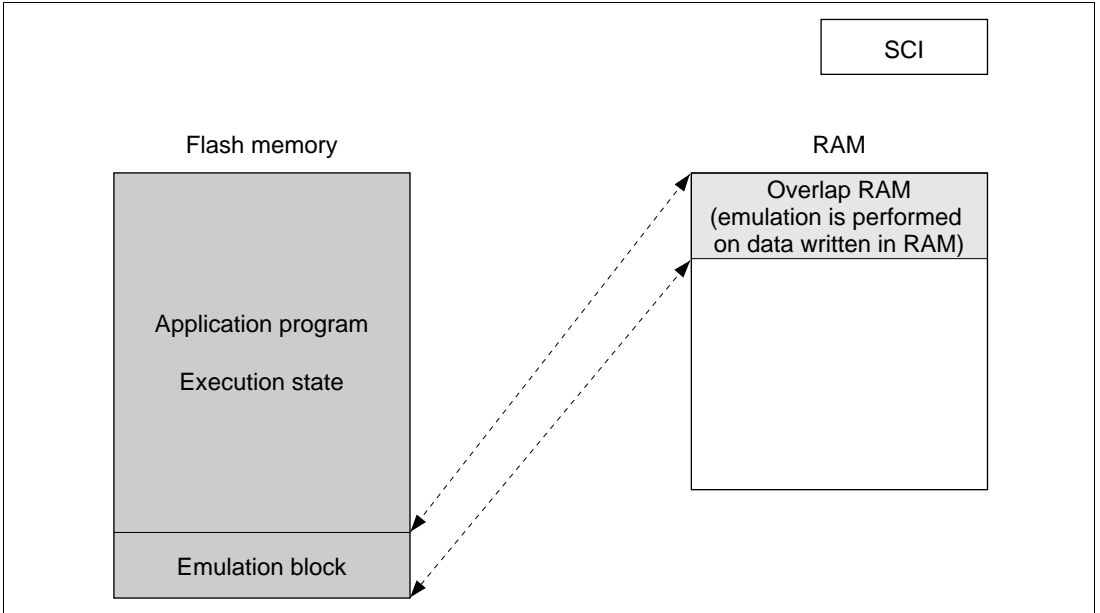 SCI
Flash memory
RAM
Overlap RAM
(emulation is performed
on data written in RAM)
Application program
Execution state
Emulation block